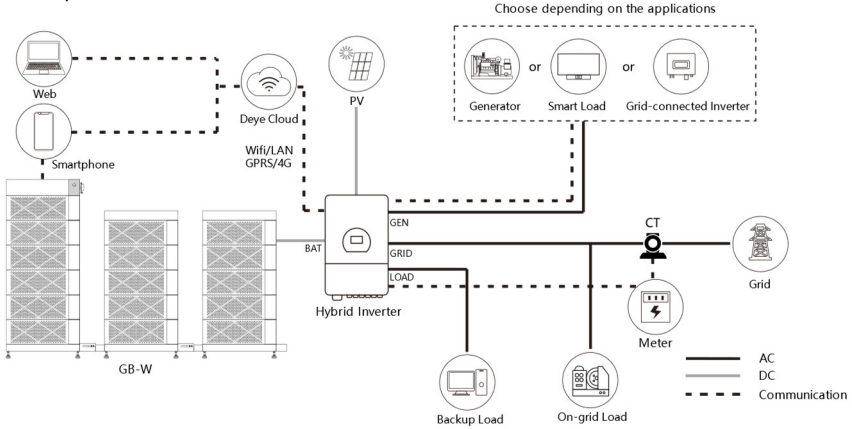 Choose depending on the applications
Web
Deye Cloud
PV
Generator
or
Smart Load
or
Grid-connected Inverter
Smartphone
Wifi/LAN
GPRS/4G
GEN
BAT
GRID
LOAD
CT
Grid
Hybrid Inverter
Meter
GB-W
Backup Load
On-grid Load
AC
DC
Communication